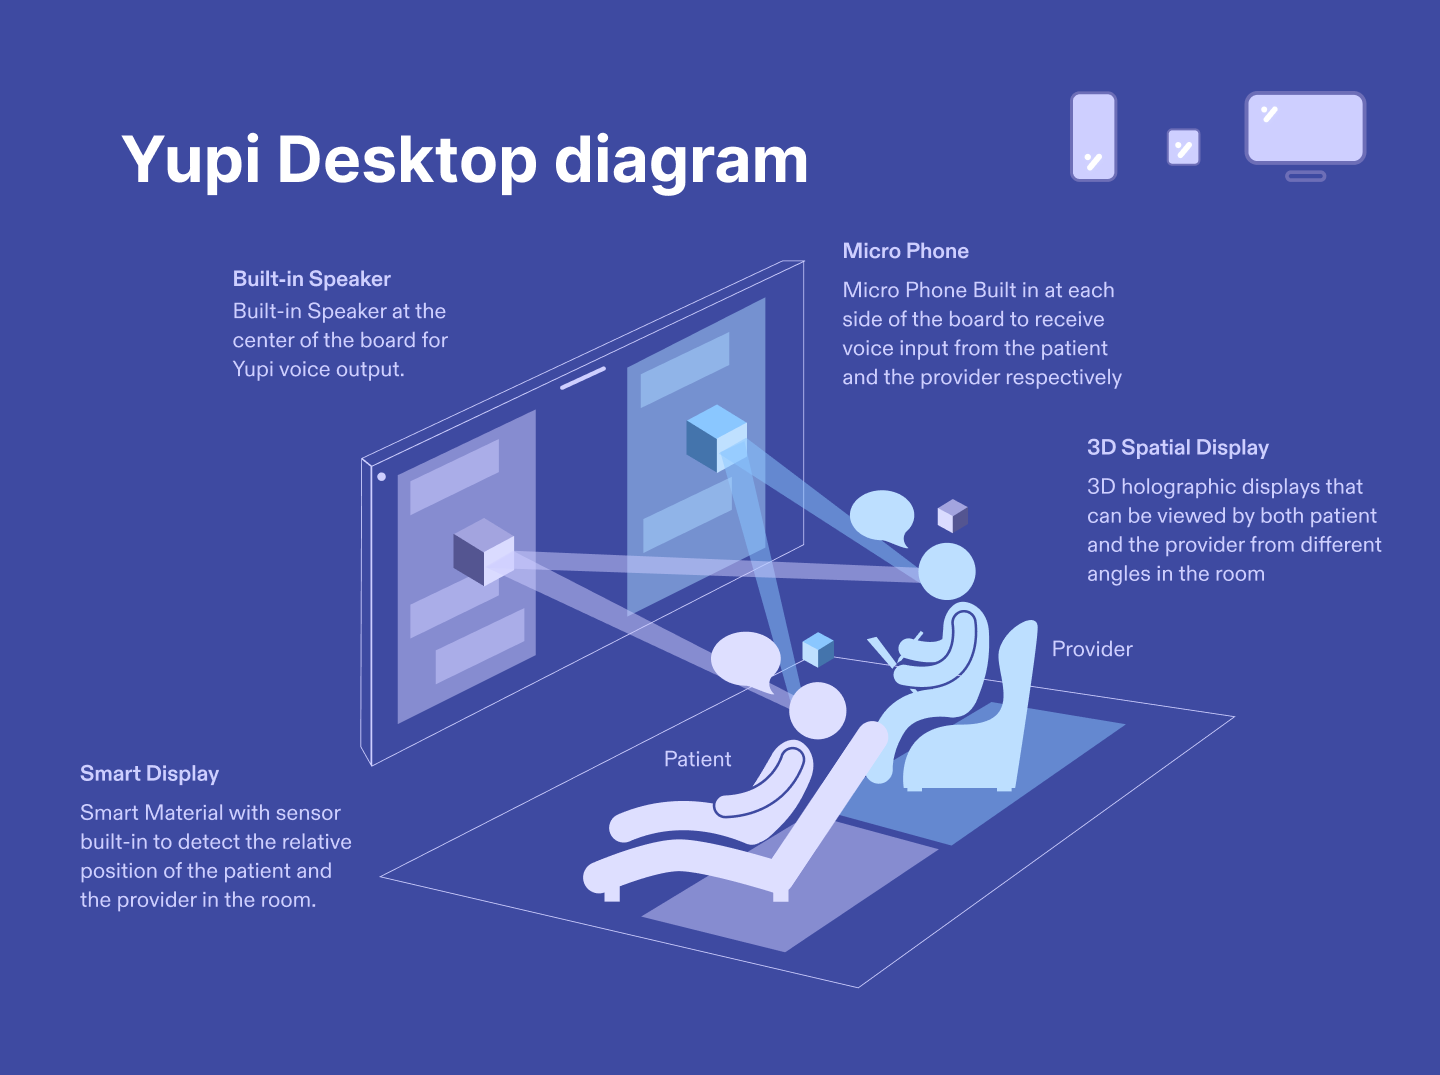 Yupi Desktop diagram
Built-in Speaker
Built-in Speaker at the
center of the board for
Yupi voice output.
Micro Phone
Micro Phone Built in at each
side of the board to receive
voice input from the patient
and the provider respectively
3D Spatial Display
3D holographic displays that
can be viewed by both patient
and the provider from different
angles in the room
Provider
Patient
Smart Display
Smart Material with sensor
built-in to detect the relative
position of the patient and
the provider in the room.